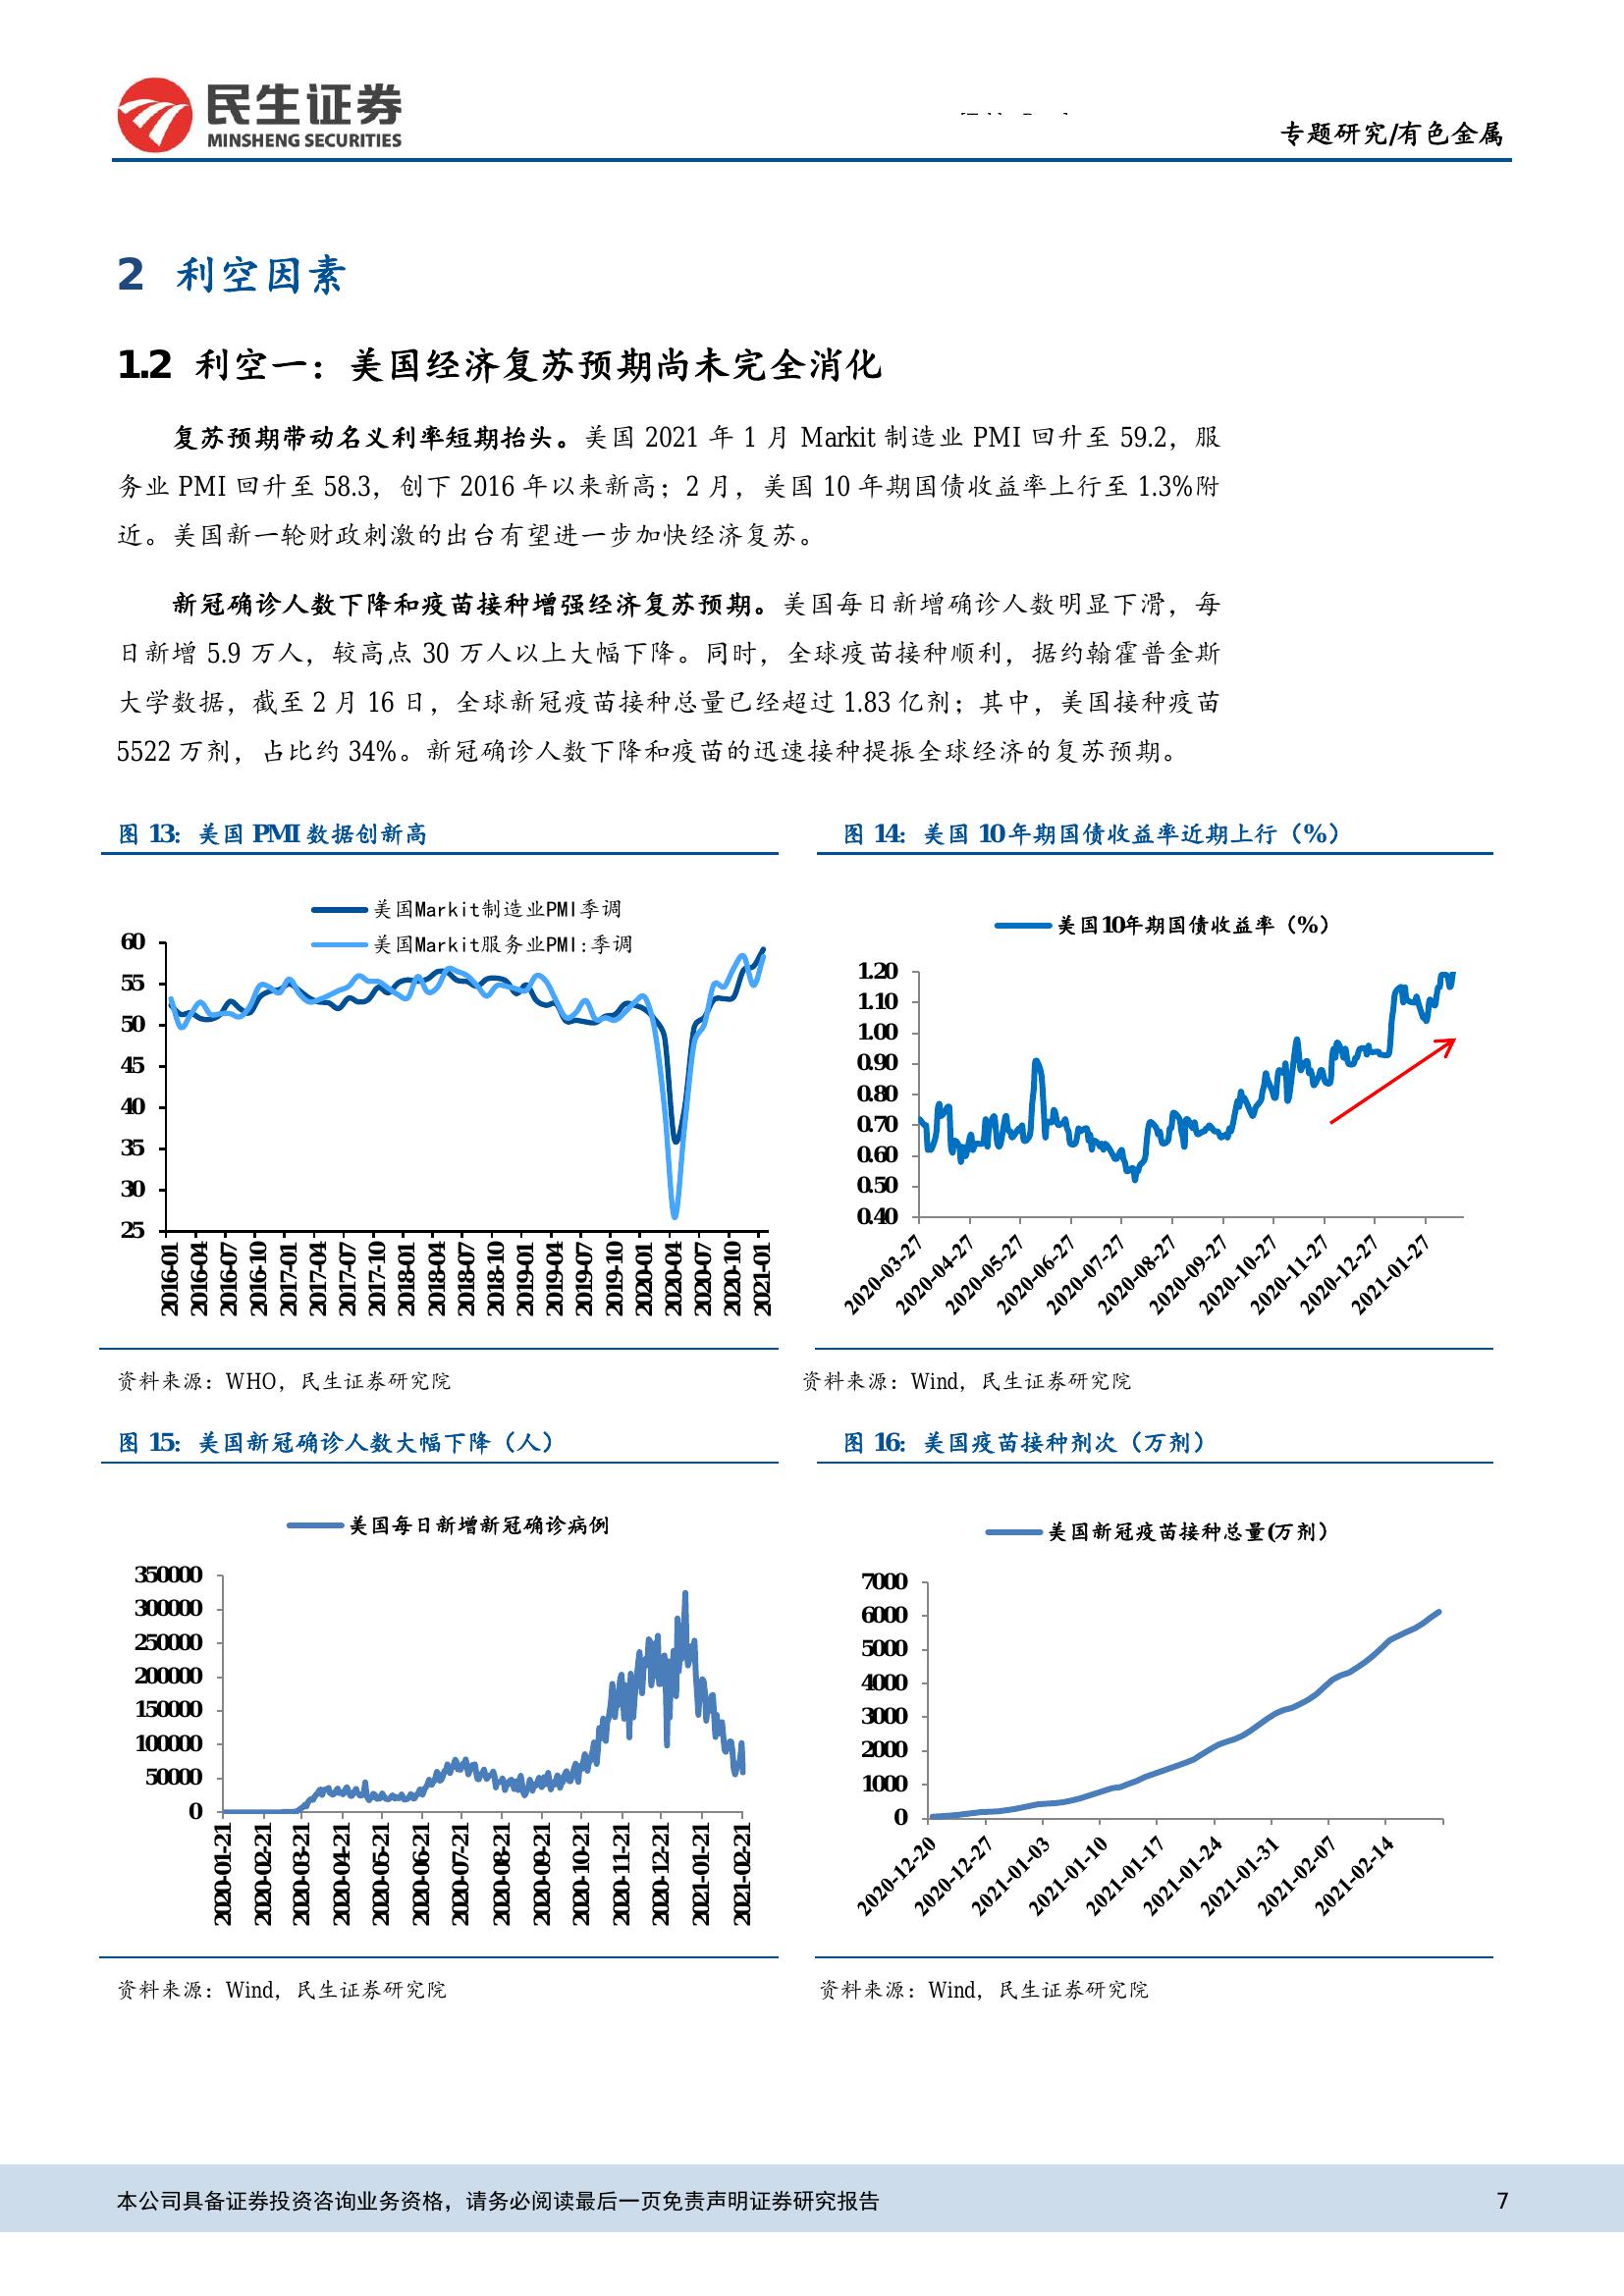 民生证券
MINSHENG SECURITIES
专题研究/有色金属
2 利空因素
1.2 利空一：美国经济复苏预期尚未完全消化
复苏预期带动名义利率短期抬头。美国 2021 年 1 月 Markit 制造业 PMI 回升至 59.2，服
务业 PMI 回升至 58.3，创下 2016 年以来新高；2 月，美国 10 年期国债收益率上行至 1.3%附
近。美国新一轮财政刺激的出台有望进一步加快经济复苏。
新冠确诊人数下降和疫苗接种增强经济复苏预期。美国每日新增确诊人数明显下滑，每
日新增 5.9 万人，较高点 30 万人以上大幅下降。同时，全球疫苗接种顺利，据约翰霍普金斯
大学数据，截至 2 月 16 日，全球新冠疫苗接种总量已经超过 1.83 亿剂；其中，美国接种疫苗
5522 万剂，占比约 34%。新冠确诊人数下降和疫苗的迅速接种提振全球经济的复苏预期。
图 13：美国 PMI 数据创新高
美国Markit制造业PMI季调
美国Markit服务业PMI:季调
60
55
50
45
40
35
30
25
2016-01 2016-04 2016-07 2016-10 2017-01 2017-04 2017-07 2017-10 2018-01 2018-04 2018-07 2018-10 2019-01 2019-04 2019-07 2019-10 2020-01 2020-04 2020-07 2020-10 2021-01
资料来源：WHO，民生证券研究院
图 14：美国 10 年期国债收益率近期上行（%）
美国10年期国债收益率（%）
1.20
1.10
1.00
0.90
0.80
0.70
0.60
0.50
0.40
2020-03-27 2020-04-27 2020-05-27 2020-06-27 2020-07-27 2020-08-27 2020-09-27 2020-10-27 2020-11-27 2020-12-27 2021-01-27
资料来源：Wind，民生证券研究院
图 15：美国新冠确诊人数大幅下降（人）
美国每日新增新冠确诊病例
350000
300000
250000
200000
150000
100000
50000
0
2020-01-21 2020-02-21 2020-03-21 2020-04-21 2020-05-21 2020-06-21 2020-07-21 2020-08-21 2020-09-21 2020-10-21 2020-11-21 2020-12-21 2021-01-21 2021-02-21
资料来源：Wind，民生证券研究院
图 16：美国疫苗接种剂次（万剂）
美国新冠疫苗接种总量(万剂）
7000
6000
5000
4000
3000
2000
1000
0
2020-12-20 2020-12-27 2021-01-03 2021-01-10 2021-01-17 2021-01-24 2021-01-31 2021-02-07 2021-02-14
资料来源：Wind，民生证券研究院
本公司具备证券投资咨询业务资格，请务必阅读最后一页免责声明证券研究报告
7